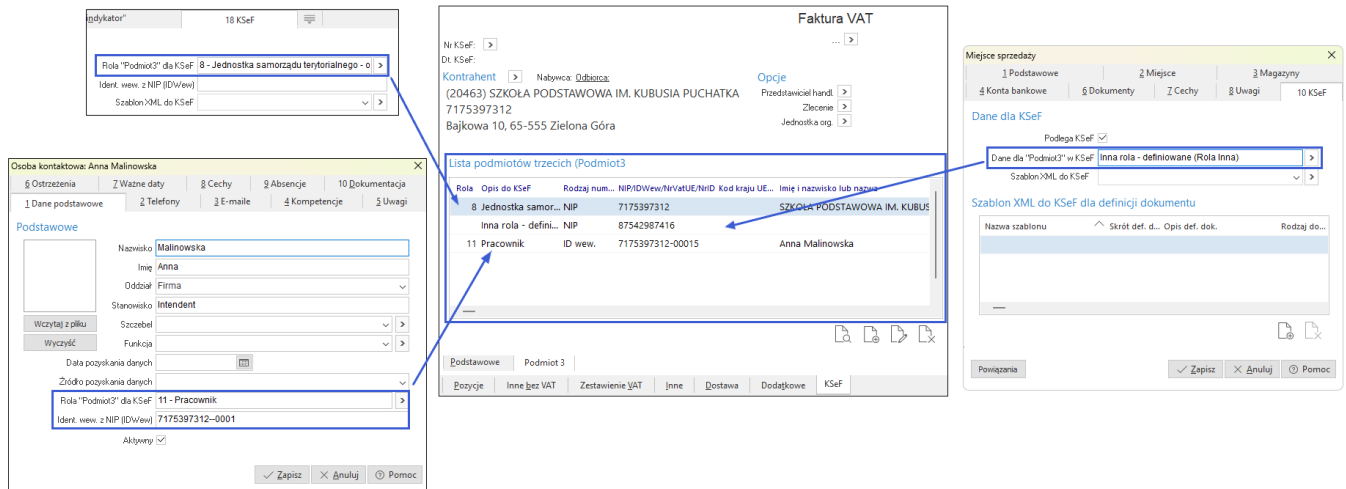 indykator"
18 KSeF
Rola "Podmiot3" dla KSeF 8 - Jednostka samorządu terytorialnego - o
Ident. wew. z NIP (IDWew)
Szablon XML do KSeF
Osoba kontaktowa: Anna Malinowska
6 Ostrzeżenia 7 Ważne daty 8 Cechy 9 Absencje 10 Dokumentacja
1 Dane podstawowe 2 Telefony 3 E-maile 4 Kompetencje 5 Uwagi
Podstawowe
Nazwisko Malinowska
Imię Anna
Oddział Firma
Stanowisko Intendent
Wczytaj z pliku Szczebel
Wyczyść Funkcja
Data pozyskania danych
Źródło pozyskania danych
Rola "Podmiot3" dla KSeF 11 - Pracownik
Ident. wew. z NIP (IDWew) 7175397312--0001
Aktywny
Zapisz Anuluj Pomoc
Faktura VAT
Nr KSeF: ...
Dt. KSeF:
Kontrahent Nabywca: Odbiorca: Opcje
(20463) SZKOŁA PODSTAWOWA IM. KUBUSIA PUCHATKA Przedstawiciel handl.
7175397312 Zlecenie
Bajkowa 10, 65-555 Zielona Góra Jednostka org.
Lista podmiotów trzecich (Podmiot3
Rola Opis do KSeF Rodzaj num... NIP/IDWew/NrVatUE/NrID Kod kraju UE... Imię i nazwisko lub nazwa
8 Jednostka samor... NIP 7175397312 SZKOŁA PODSTAWOWA IM. KUBUS
Inna rola - defini... NIP 87542987416
11 Pracownik ID wew. 7175397312-00015 Anna Malinowska
Podstawowe Podmiot 3
Pozycje Inne bez VAT Zestawienie VAT Inne Dostawa Dodatkowe KSeF
Miejsce sprzedaży
1 Podstawowe 2 Miejsce 3 Magazyny
4 Konta bankowe 6 Dokumenty 7 Cechy 8 Uwagi 10 KSeF
Dane dla KSeF
Podlega KSeF
Dane dla "Podmiot3" w KSeF Inna rola - definiowane (Rola Inna)
Szablon XML do KSeF
Szablon XML do KSeF dla definicji dokumentu
Nazwa szablonu Skrót def. d... Opis def. dok. Rodzaj do...
Powiązania Zapisz Anuluj Pomoc